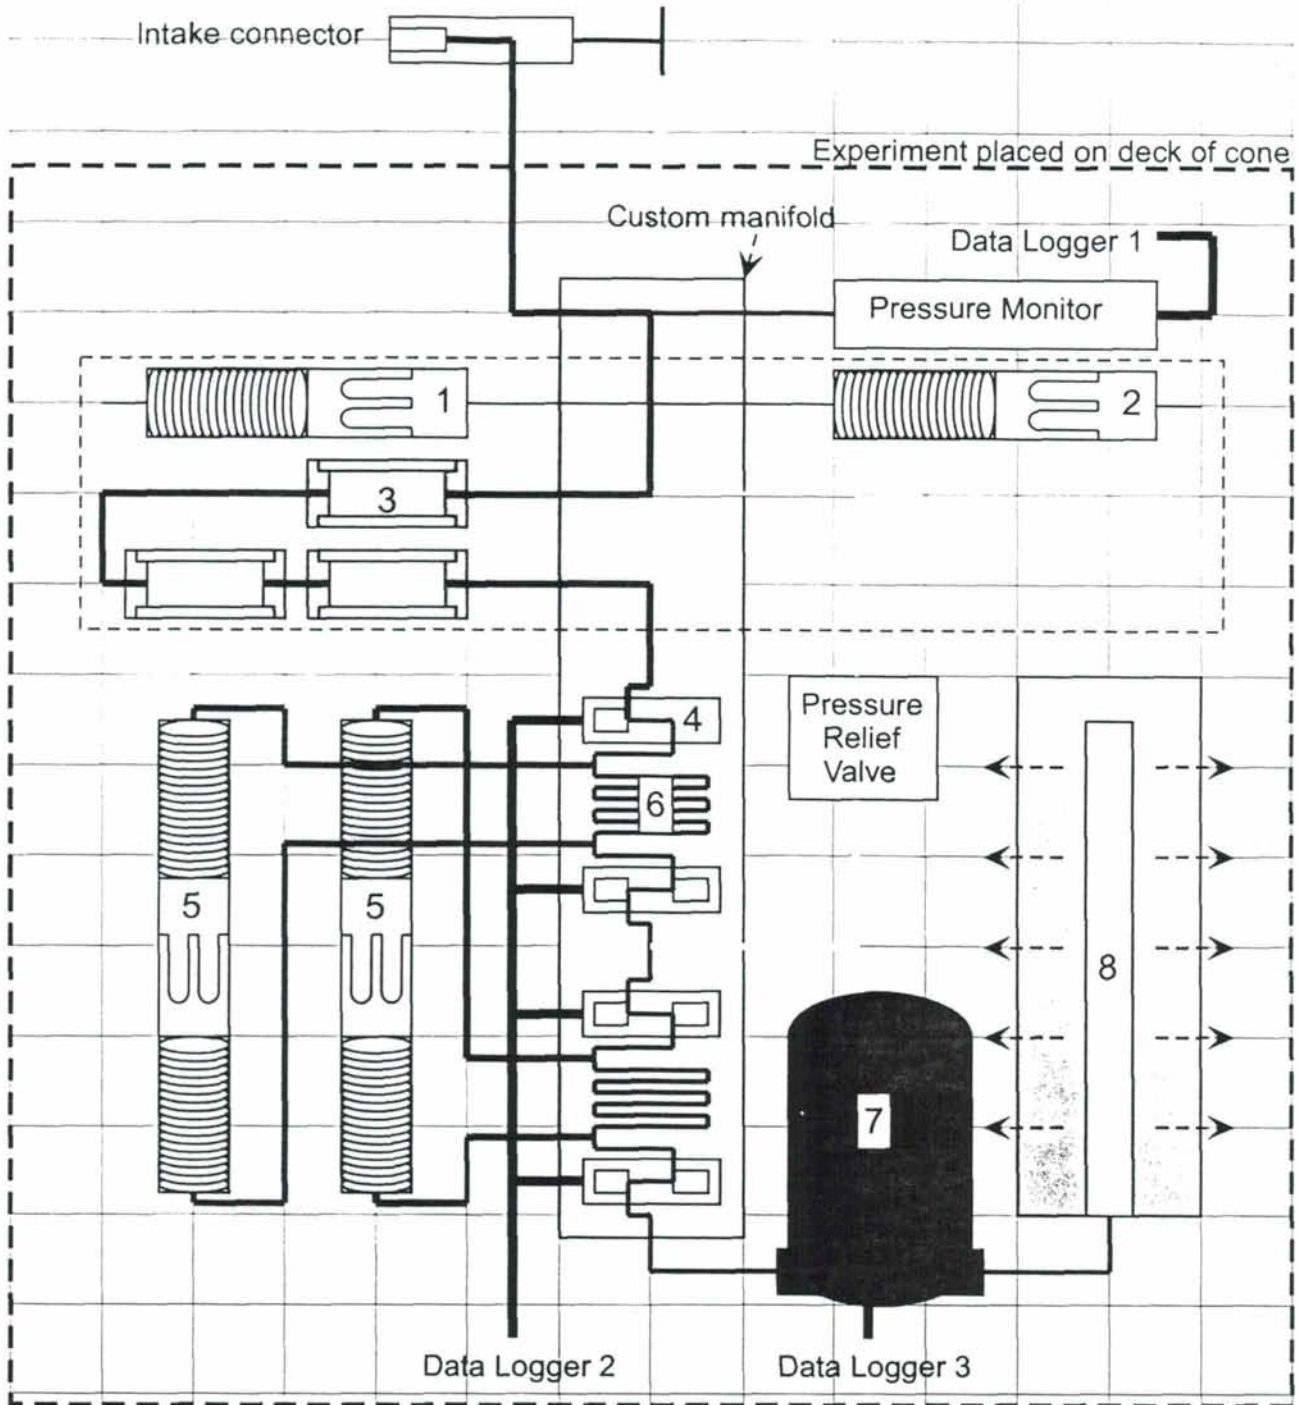 Intake connector
Experiment placed on deck of cone
Custom manifold
Data Logger 1
Pressure Monitor
1
2
3
4
Pressure
Relief
Valve
6
5
5
8
7
Data Logger 2
Data Logger 3